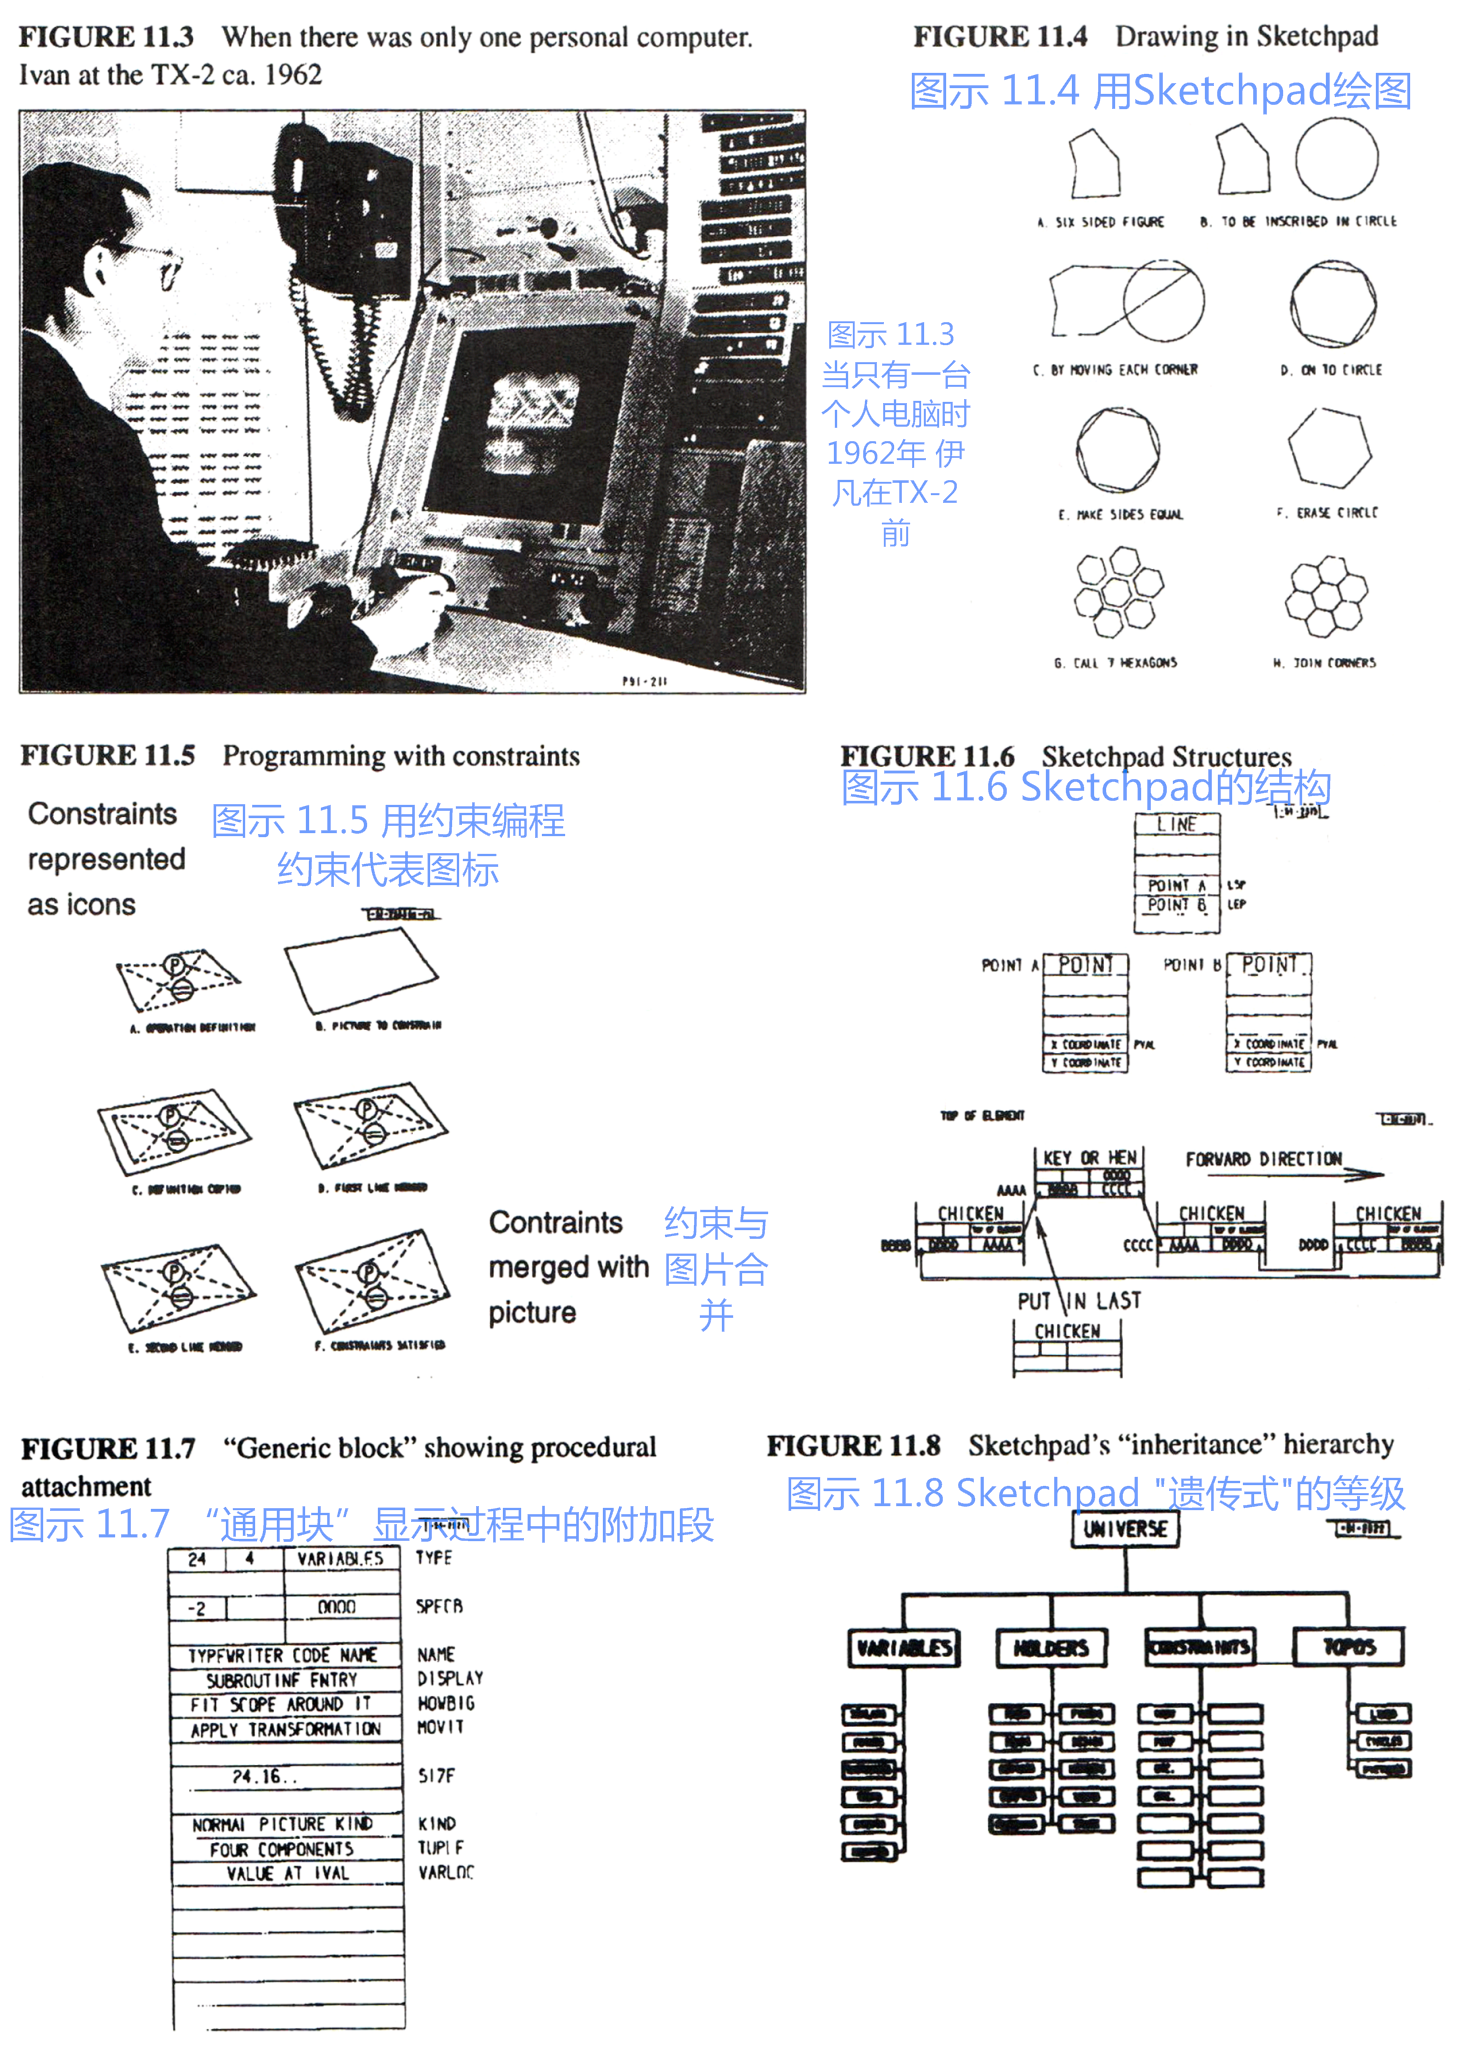 FIGURE 11.3 When there was only one personal computer.
Ivan at the TX-2 ca. 1962
P91-211
图示 11.3
当只有一台
个人电脑时
1962年 伊
凡在TX-2
前
FIGURE 11.4 Drawing in Sketchpad
图示 11.4 用Sketchpad绘图
A. SIX SIDED FIGURE
B. TO BE INSCRIBED IN CIRCLE
C. BY MOVING EACH CORNER
D. ON TO CIRCLE
E. MAKE SIDES EQUAL
F. ERASE CIRCLE
G. CALL 7 HEXAGONS
H. JOIN CORNERS
FIGURE 11.5 Programming with constraints
Constraints
represented
as icons
图示 11.5 用约束编程
约束代表图标
P
=
A. OPERATION DEFINITION
B. PICTURE TO CONSTRAIN
P
=
C. DEFINITION COPIED
P
=
D. FIRST LINE MERGED
P
=
E. SECOND LINE MERGED
P
=
F. CONSTRAINTS SATISFIED
Contraints
merged with
picture
约束与
图片合
并
FIGURE 11.6 Sketchpad Structures
图示 11.6 Sketchpad的结构
LINE
POINT A LSP
POINT B LEP
POINT A POINT
X COORDINATE PVAL
Y COORDINATE
POINT B POINT
X COORDINATE PVAL
Y COORDINATE
TOP OF ELEMENT
KEY OR HEN
0000
AAAA BBBB CCCC
FORWARD DIRECTION
CHICKEN
TOP OF ELEMENT
BBBB DDDD AAAA
CHICKEN
TOP OF ELEMENT
CCCC AAAA DDDD
CHICKEN
TOP OF ELEMENT
DDDD CCCC BBBB
PUT IN LAST
CHICKEN
FIGURE 11.7 “Generic block” showing procedural
attachment
图示 11.7 “通用块”显示过程中的附加段
24 4 VARIABLES TYPE
-2 0000 SPECB
TYPEWRITER CODE NAME NAME
SUBROUTINE ENTRY DISPLAY
FIT SCOPE AROUND IT HOWBIG
APPLY TRANSFORMATION MOVIT
24.16.. SIZE
NORMAL PICTURE KIND KIND
FOUR COMPONENTS TUPLE
VALUE AT IVAL VARLOC
FIGURE 11.8 Sketchpad’s “inheritance” hierarchy
图示 11.8 Sketchpad "遗传式"的等级
UNIVERSE
VARIABLES
HOLDERS
CONSTRAINTS
TOPOS
LINES
CIRCLES
PICTURES